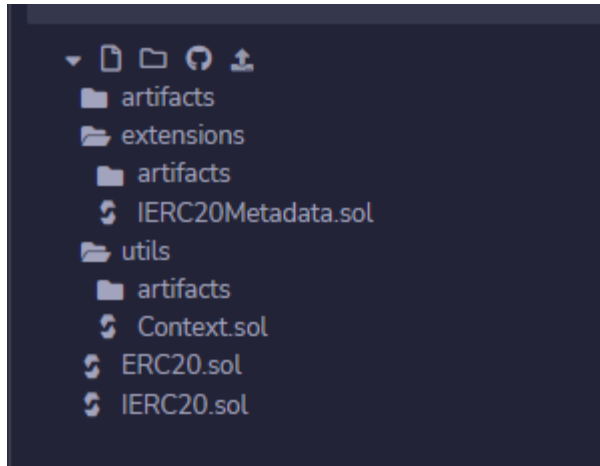 artifacts
extensions
artifacts
IERC20Metadata.sol
utils
artifacts
Context.sol
ERC20.sol
IERC20.sol